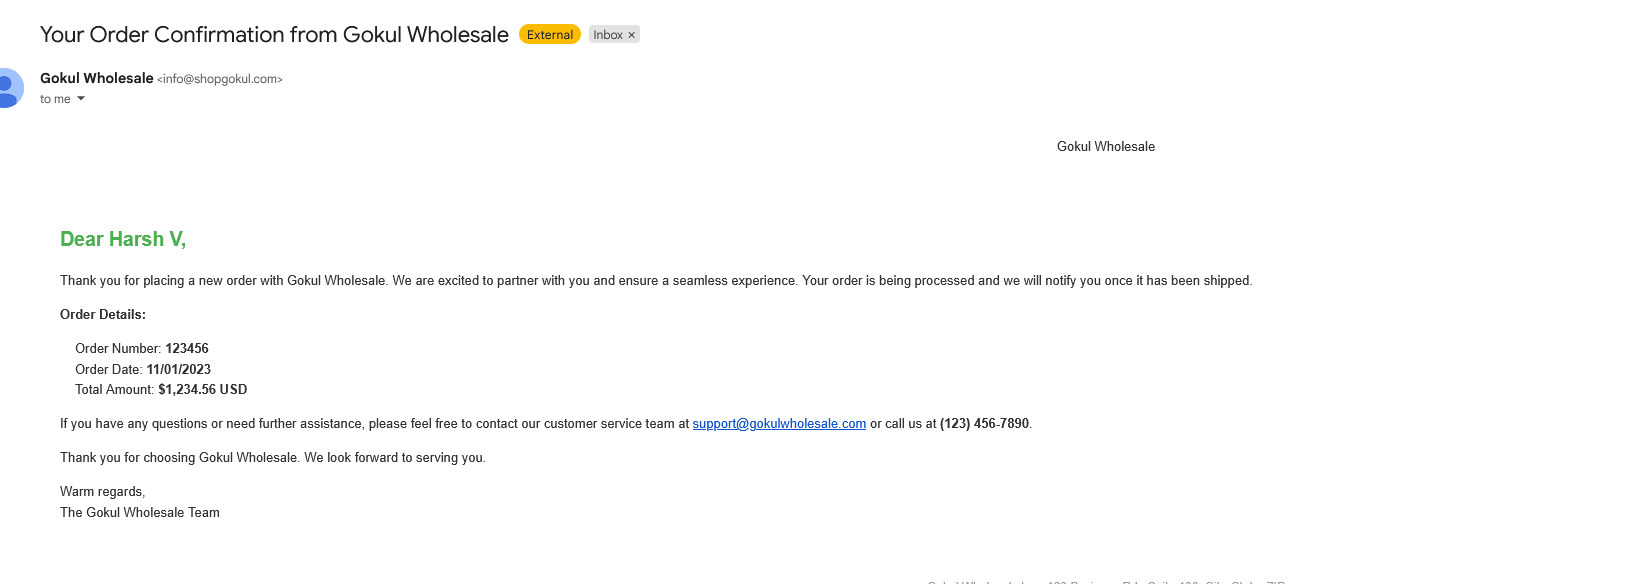 Your Order Confirmation from Gokul Wholesale External Inbox ×
Gokul Wholesale <info@shopgokul.com>
to me
Gokul Wholesale
Dear Harsh V,
Thank you for placing a new order with Gokul Wholesale. We are excited to partner with you and ensure a seamless experience. Your order is being processed and we will notify you once it has been shipped.
Order Details:
Order Number: 123456
Order Date: 11/01/2023
Total Amount: $1,234.56 USD
If you have any questions or need further assistance, please feel free to contact our customer service team at support@gokulwholesale.com or call us at (123) 456-7890.
Thank you for choosing Gokul Wholesale. We look forward to serving you.
Warm regards,
The Gokul Wholesale Team